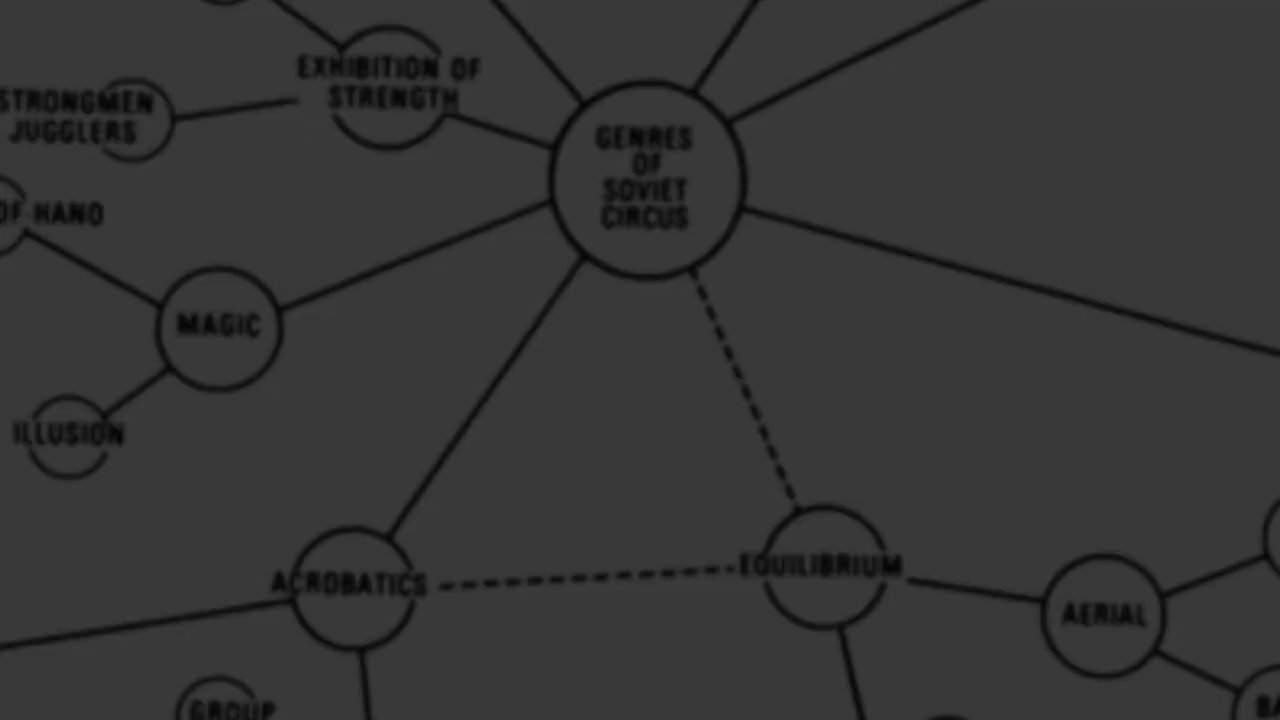 EXHIBITION OF
STRENGTH
STRONGMEN
JUGGLERS
GENRES
OF
SOVIET
CIRCUS
OF HAND
MAGIC
ILLUSION
ACROBATICS
EQUILIBRIUM
AERIAL
GROUP